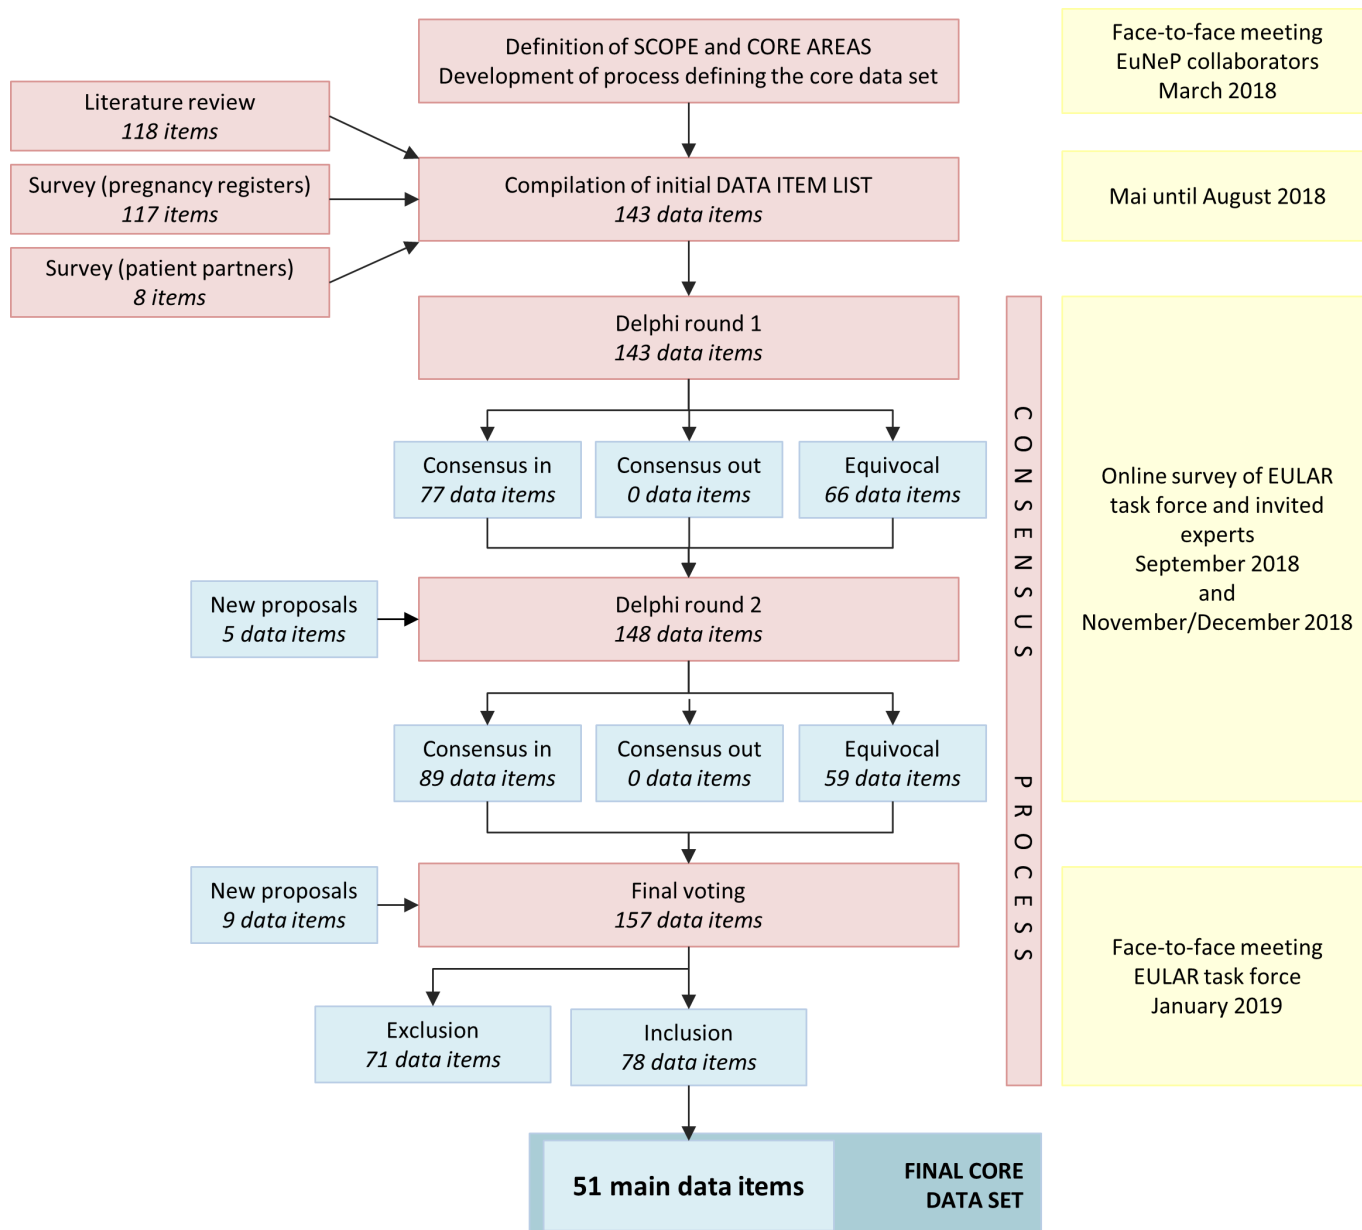 Definition of SCOPE and CORE AREAS
Development of process defining the core data set
Face-to-face meeting
EuNeP collaborators
March 2018
Literature review
118 items
Survey (pregnancy registers)
117 items
Survey (patient partners)
8 items
Compilation of initial DATA ITEM LIST
143 data items
Mai until August 2018
Delphi round 1
143 data items
Consensus in
77 data items
Consensus out
0 data items
Equivocal
66 data items
New proposals
5 data items
Delphi round 2
148 data items
Consensus in
89 data items
Consensus out
0 data items
Equivocal
59 data items
CONSENSUS PROCESS
Online survey of EULAR
task force and invited
experts
September 2018
and
November/December 2018
New proposals
9 data items
Final voting
157 data items
Exclusion
71 data items
Inclusion
78 data items
Face-to-face meeting
EULAR task force
January 2019
51 main data items
FINAL CORE
DATA SET